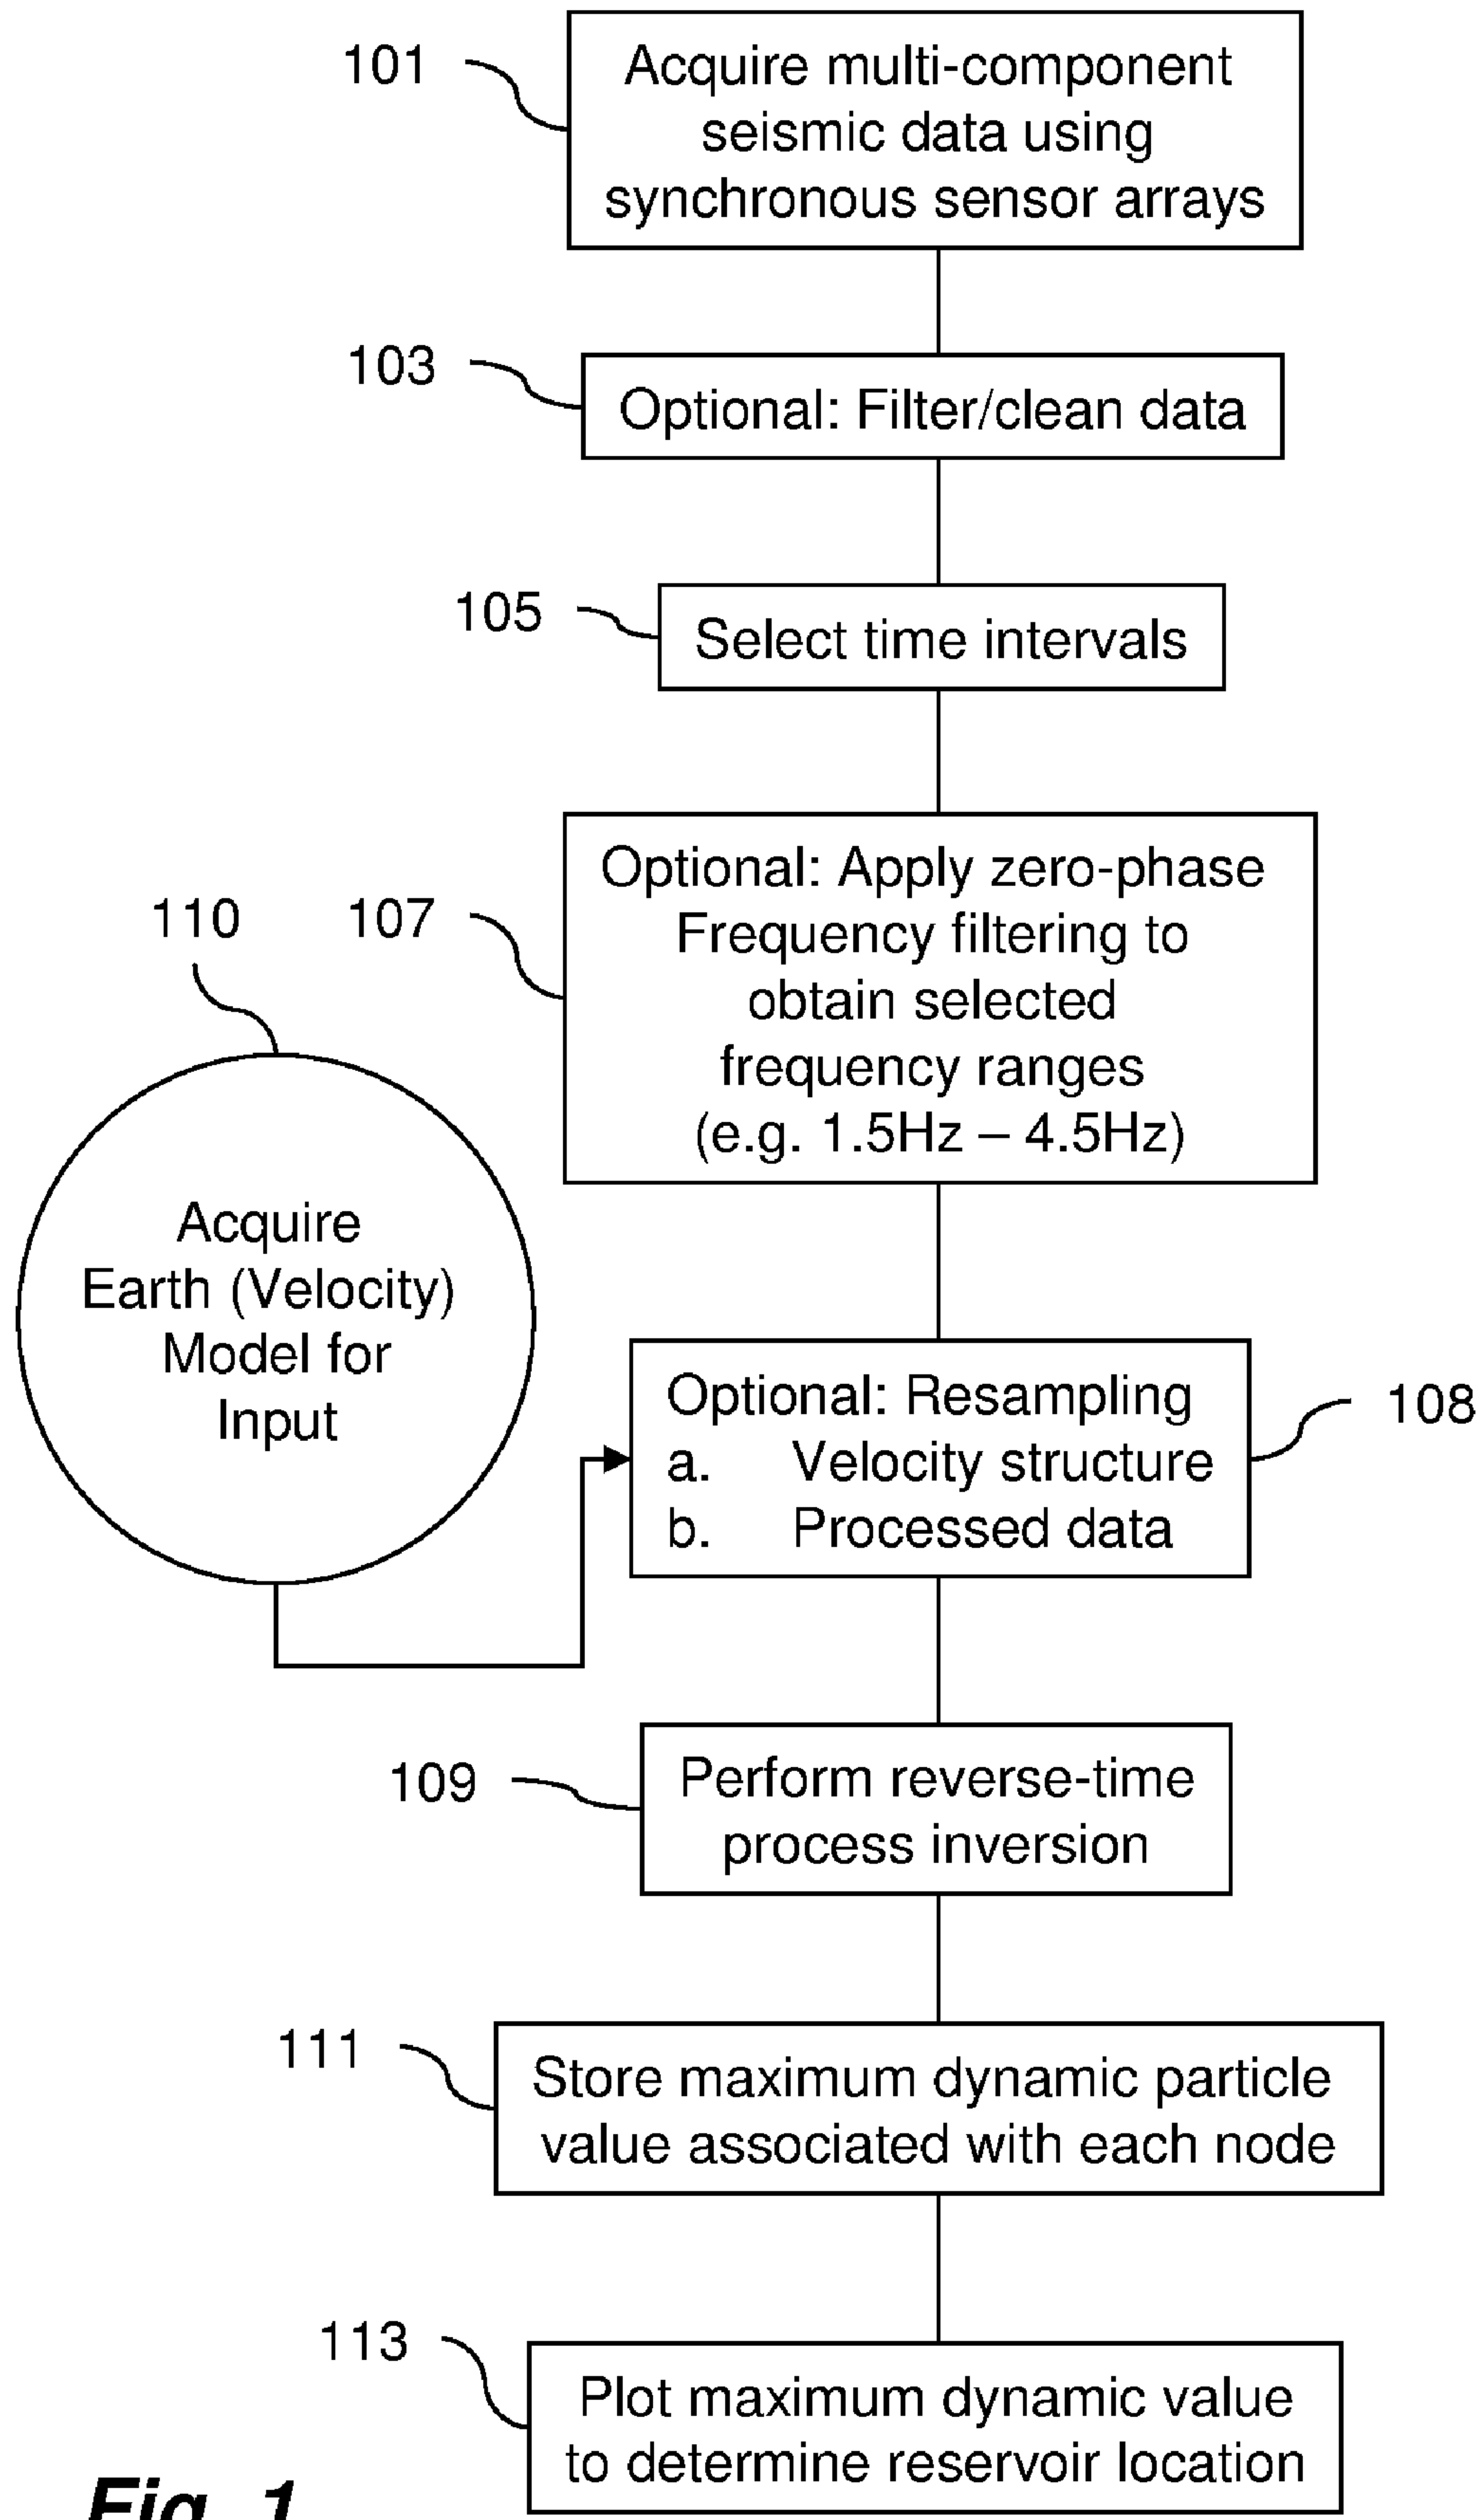 101
Acquire multi-component
seismic data using
synchronous sensor arrays
103
Optional: Filter/clean data
105
Select time intervals
107
Optional: Apply zero-phase
Frequency filtering to
obtain selected
frequency ranges
(e.g. 1.5Hz – 4.5Hz)
110
Acquire
Earth (Velocity)
Model for
Input
108
Optional: Resampling
a. Velocity structure
b. Processed data
109
Perform reverse-time
process inversion
111
Store maximum dynamic particle
value associated with each node
113
Plot maximum dynamic value
to determine reservoir location
Fig. 1